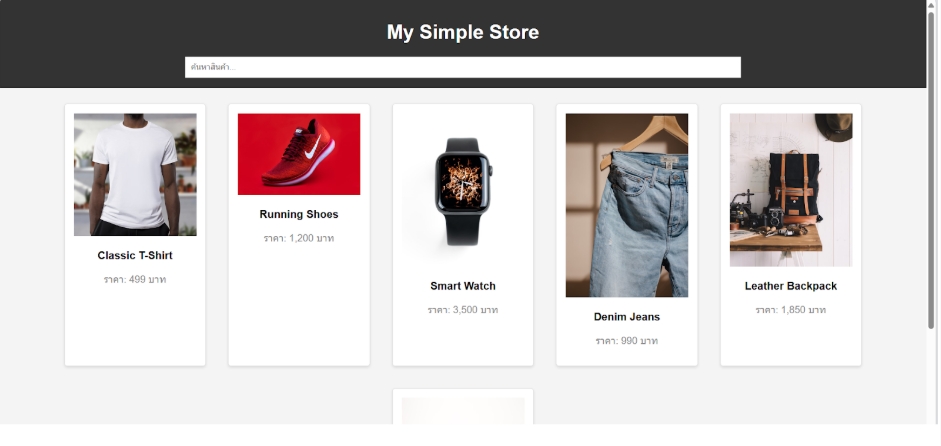 My Simple Store
ค้นหาสินค้า...
Classic T-Shirt
ราคา: 499 บาท
Running Shoes
ราคา: 1,200 บาท
Smart Watch
ราคา: 3,500 บาท
Denim Jeans
ราคา: 990 บาท
Leather Backpack
ราคา: 1,850 บาท